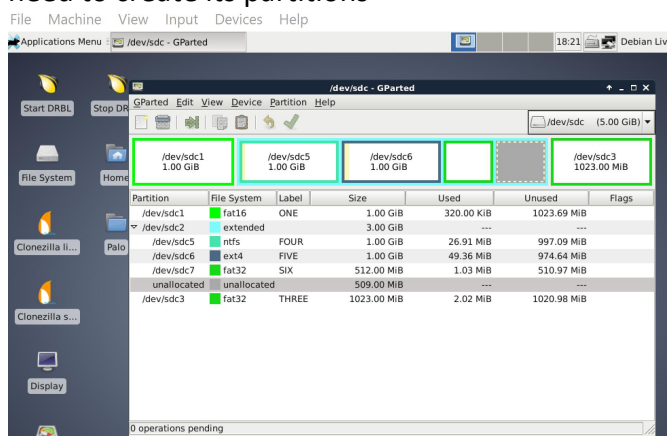 need to create its partitions
File Machine View Input Devices Help
Applications Menu /dev/sdc - GParted 18:21 Debian Liv
/dev/sdc - GParted
GParted Edit View Device Partition Help
/dev/sdc (5.00 GiB)
/dev/sdc1 /dev/sdc5 /dev/sdc6 /dev/sdc3
1.00 GiB 1.00 GiB 1.00 GiB 1023.00 MiB
Partition File System Label Size Used Unused Flags
/dev/sdc1 fat16 ONE 1.00 GiB 320.00 KiB 1023.69 MiB
/dev/sdc2 extended 3.00 GiB --- ---
/dev/sdc5 ntfs FOUR 1.00 GiB 26.91 MiB 997.09 MiB
/dev/sdc6 ext4 FIVE 1.00 GiB 49.36 MiB 974.64 MiB
/dev/sdc7 fat32 SIX 512.00 MiB 1.03 MiB 510.97 MiB
unallocated unallocated 509.00 MiB --- ---
/dev/sdc3 fat32 THREE 1023.00 MiB 2.02 MiB 1020.98 MiB
0 operations pending
Start DRBL
Stop DR
File System
Home
Clonezilla li...
Palo
Clonezilla s...
Display